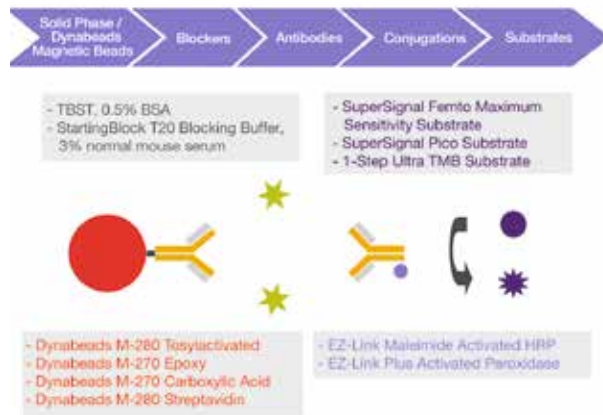 Solid Phase /
Dynabeads
Magnetic Beads
Blockers
Antibodies
Conjugations
Substrates
- TBST, 0.5% BSA
- StartingBlock T20 Blocking Buffer,
3% normal mouse serum
- SuperSignal Femto Maximum
Sensitivity Substrate
- SuperSignal Pico Substrate
- 1-Step Ultra TMB Substrate
- Dynabeads M-280 Tosylactivated
- Dynabeads M-270 Epoxy
- Dynabeads M-270 Carboxylic Acid
- Dynabeads M-280 Streptavidin
- EZ-Link Maleimide Activated HRP
- EZ-Link Plus Activated Peroxidase